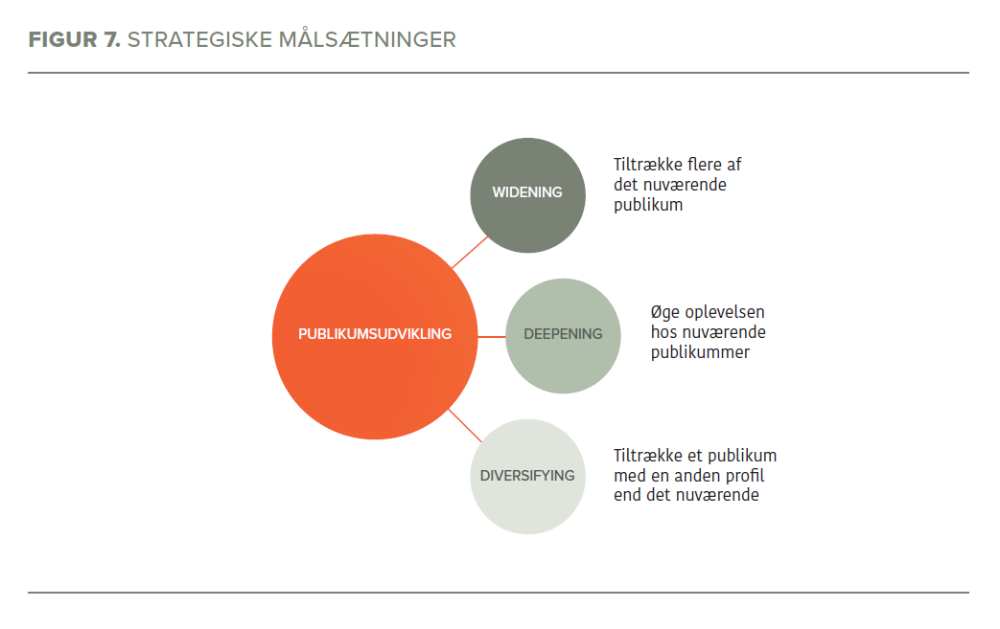 FIGUR 7. STRATEGISKE MÅLSÆTNINGER
WIDENING
Tiltrække flere af
det nuværende
publikum
PUBLIKUMSUDVIKLING
DEEPENING
Øge oplevelsen
hos nuværende
publikummer
DIVERSIFYING
Tiltrække et publikum
med en anden profil
end det nuværende